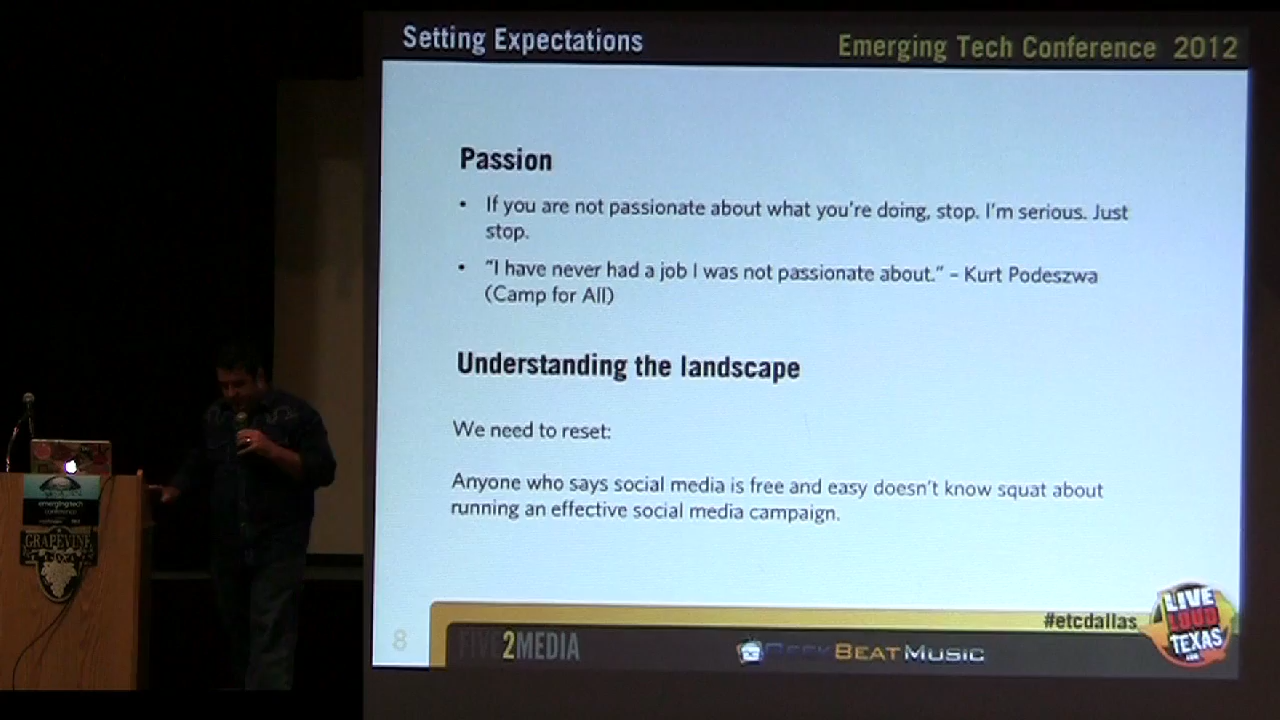 Setting Expectations
Emerging Tech Conference 2012
Passion
• If you are not passionate about what you're doing, stop. I'm serious. Just
stop.
• "I have never had a job I was not passionate about." – Kurt Podeszwa
(Camp for All)
Understanding the landscape
We need to reset:
Anyone who says social media is free and easy doesn't know squat about
running an effective social media campaign.
#etcdallas
LIVE
LOUD
TEXAS
8
FIVE2MEDIA
GEEKBEATMUSIC
emergingtech
conference
GRAPEVINE